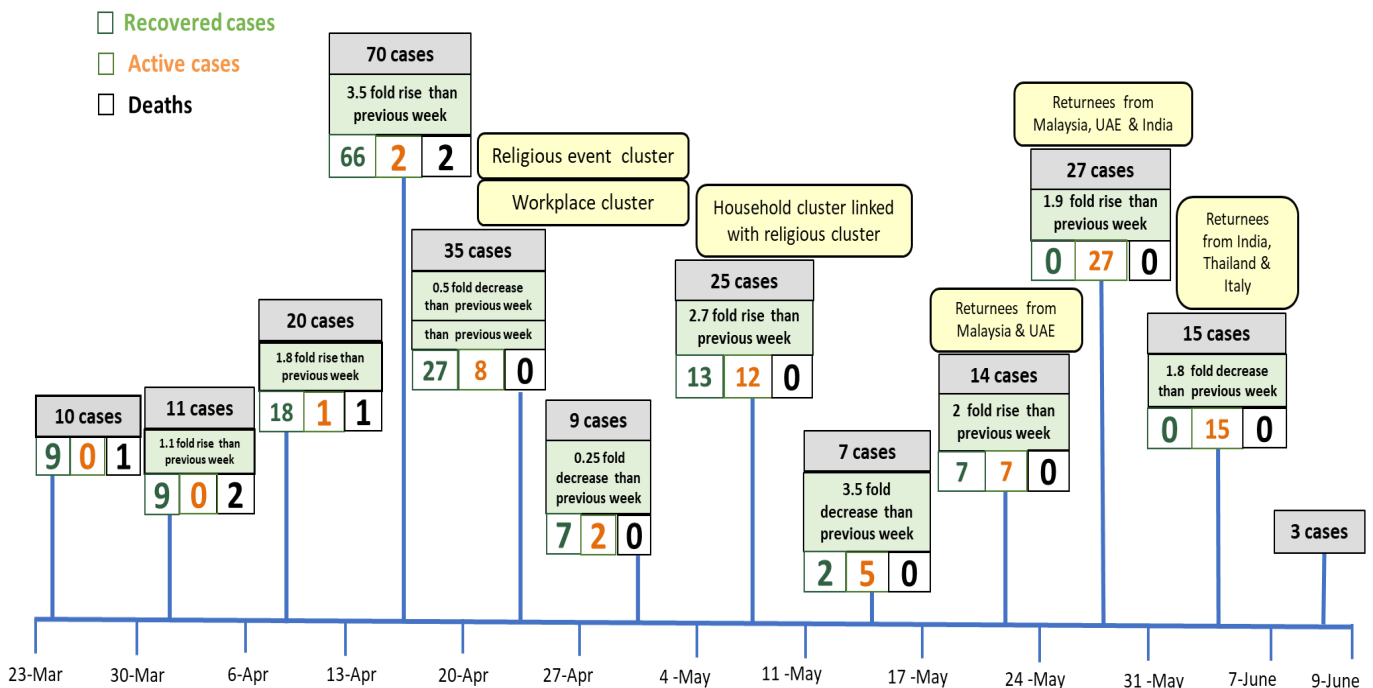 Recovered cases
Active cases
Deaths
10 cases
9 0 1
11 cases
1.1 fold rise than
previous week
9 0 2
20 cases
1.8 fold rise than
previous week
18 1 1
70 cases
3.5 fold rise than
previous week
66 2 2
Religious event cluster
Workplace cluster
35 cases
0.5 fold decrease
than previous week
than previous week
27 8 0
9 cases
0.25 fold
decrease than
previous week
7 2 0
Household cluster linked
with religious cluster
25 cases
2.7 fold rise than
previous week
13 12 0
7 cases
3.5 fold
decrease than
previous week
2 5 0
Returnees from
Malaysia & UAE
14 cases
2 fold rise than
previous week
7 7 0
Returnees from
Malaysia, UAE & India
27 cases
1.9 fold rise than
previous week
0 27 0
Returnees
from India,
Thailand &
Italy
15 cases
1.8 fold decrease
than previous week
0 15 0
3 cases
23-Mar 30-Mar 6-Apr 13-Apr 20-Apr 27-Apr 4 -May 11 -May 17-May 24-May 31-May 7-June 9-June